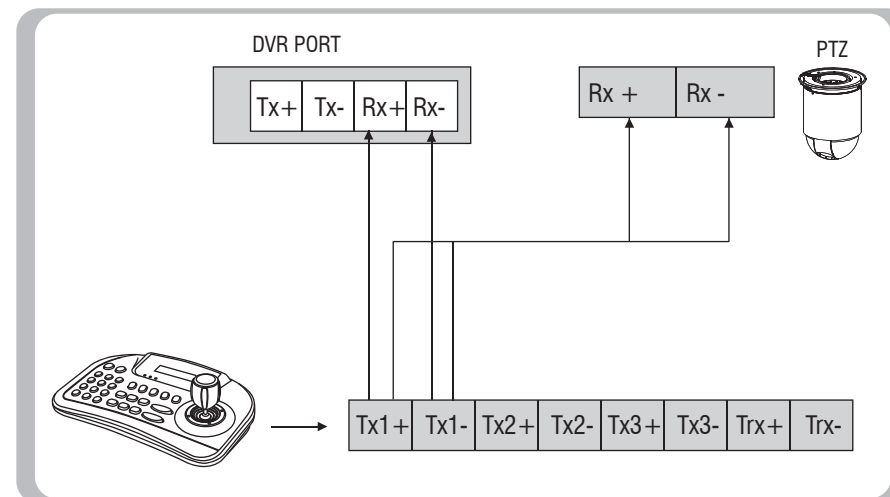 DVR PORT
PTZ
Tx+ Tx- Rx+ Rx-
Rx + Rx -
Tx1+ Tx1- Tx2+ Tx2- Tx3+ Tx3- Trx+ Trx-